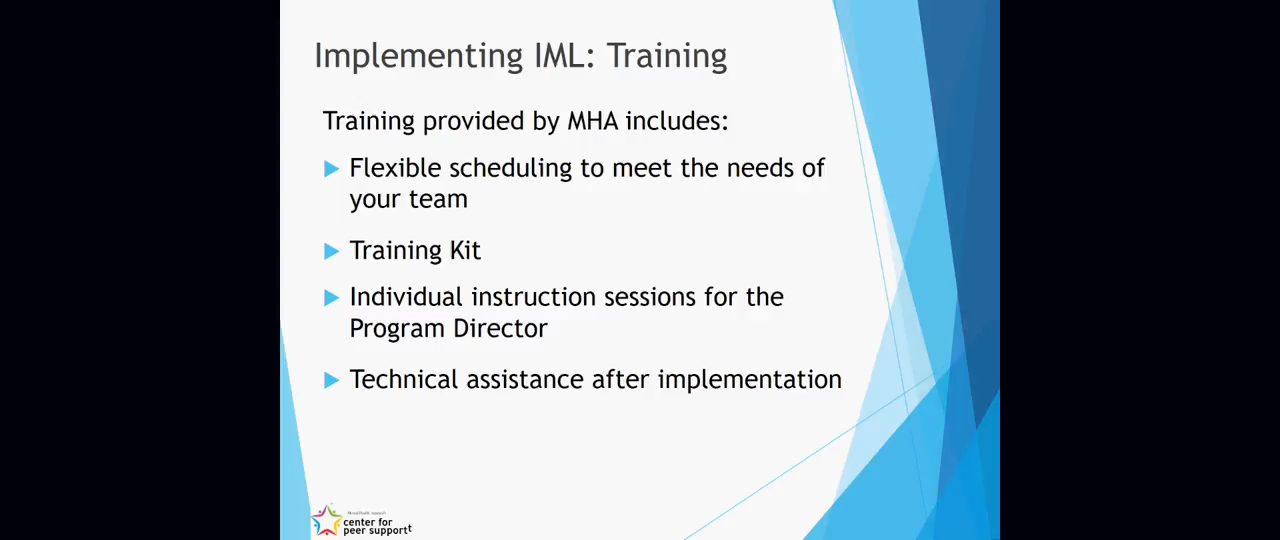 Implementing IML: Training
Training provided by MHA includes:
Flexible scheduling to meet the needs of
your team
Training Kit
Individual instruction sessions for the
Program Director
Technical assistance after implementation
center for
peer support